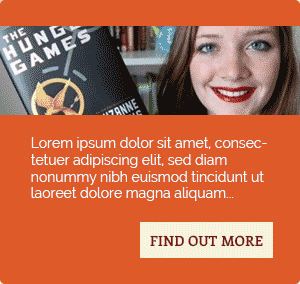 THE
HUNGER
GAMES
SUZANNE
Lorem ipsum dolor sit amet, consec-
tetuer adipiscing elit, sed diam
nonummy nibh euismod tincidunt ut
laoreet dolore magna aliquam...
FIND OUT MORE